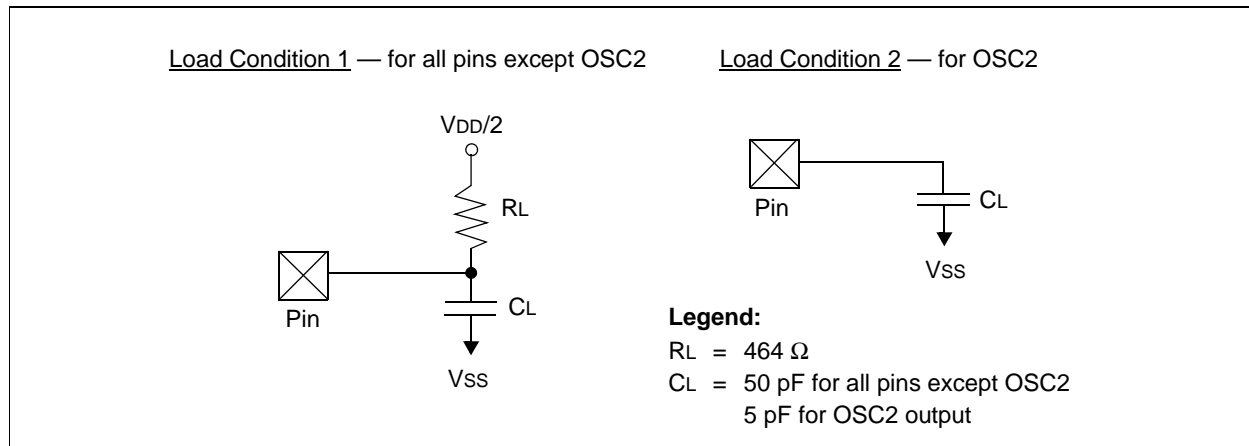 Load Condition 1 — for all pins except OSC2
VDD/2
RL
Pin
CL
VSS
Load Condition 2 — for OSC2
Pin
CL
VSS
Legend:
RL = 464 Ω
CL = 50 pF for all pins except OSC2
5 pF for OSC2 output